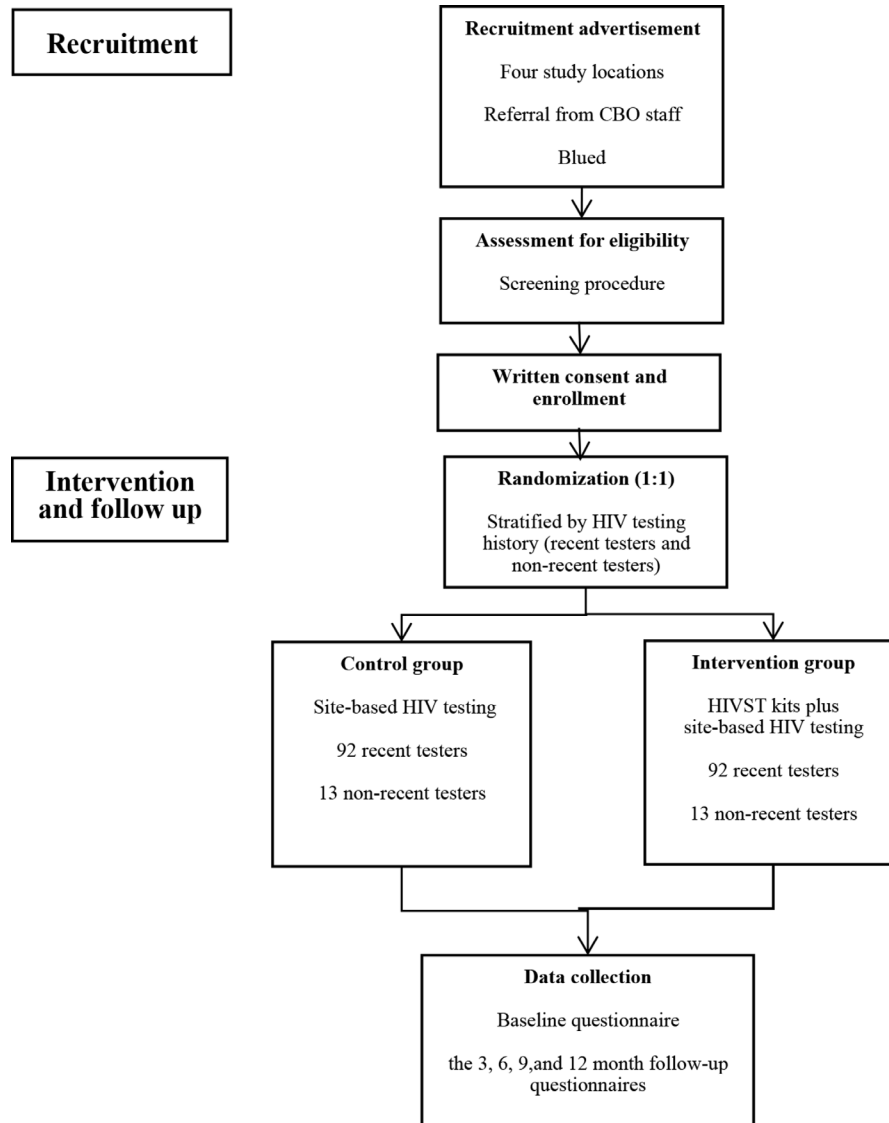 Recruitment
Recruitment advertisement
Four study locations
Referral from CBO staff
Blued
Assessment for eligibility
Screening procedure
Written consent and
enrollment
Intervention
and follow up
Randomization (1:1)
Stratified by HIV testing
history (recent testers and
non-recent testers)
Control group
Site-based HIV testing
92 recent testers
13 non-recent testers
Intervention group
HIVST kits plus
site-based HIV testing
92 recent testers
13 non-recent testers
Data collection
Baseline questionnaire
the 3, 6, 9,and 12 month follow-up
questionnaires